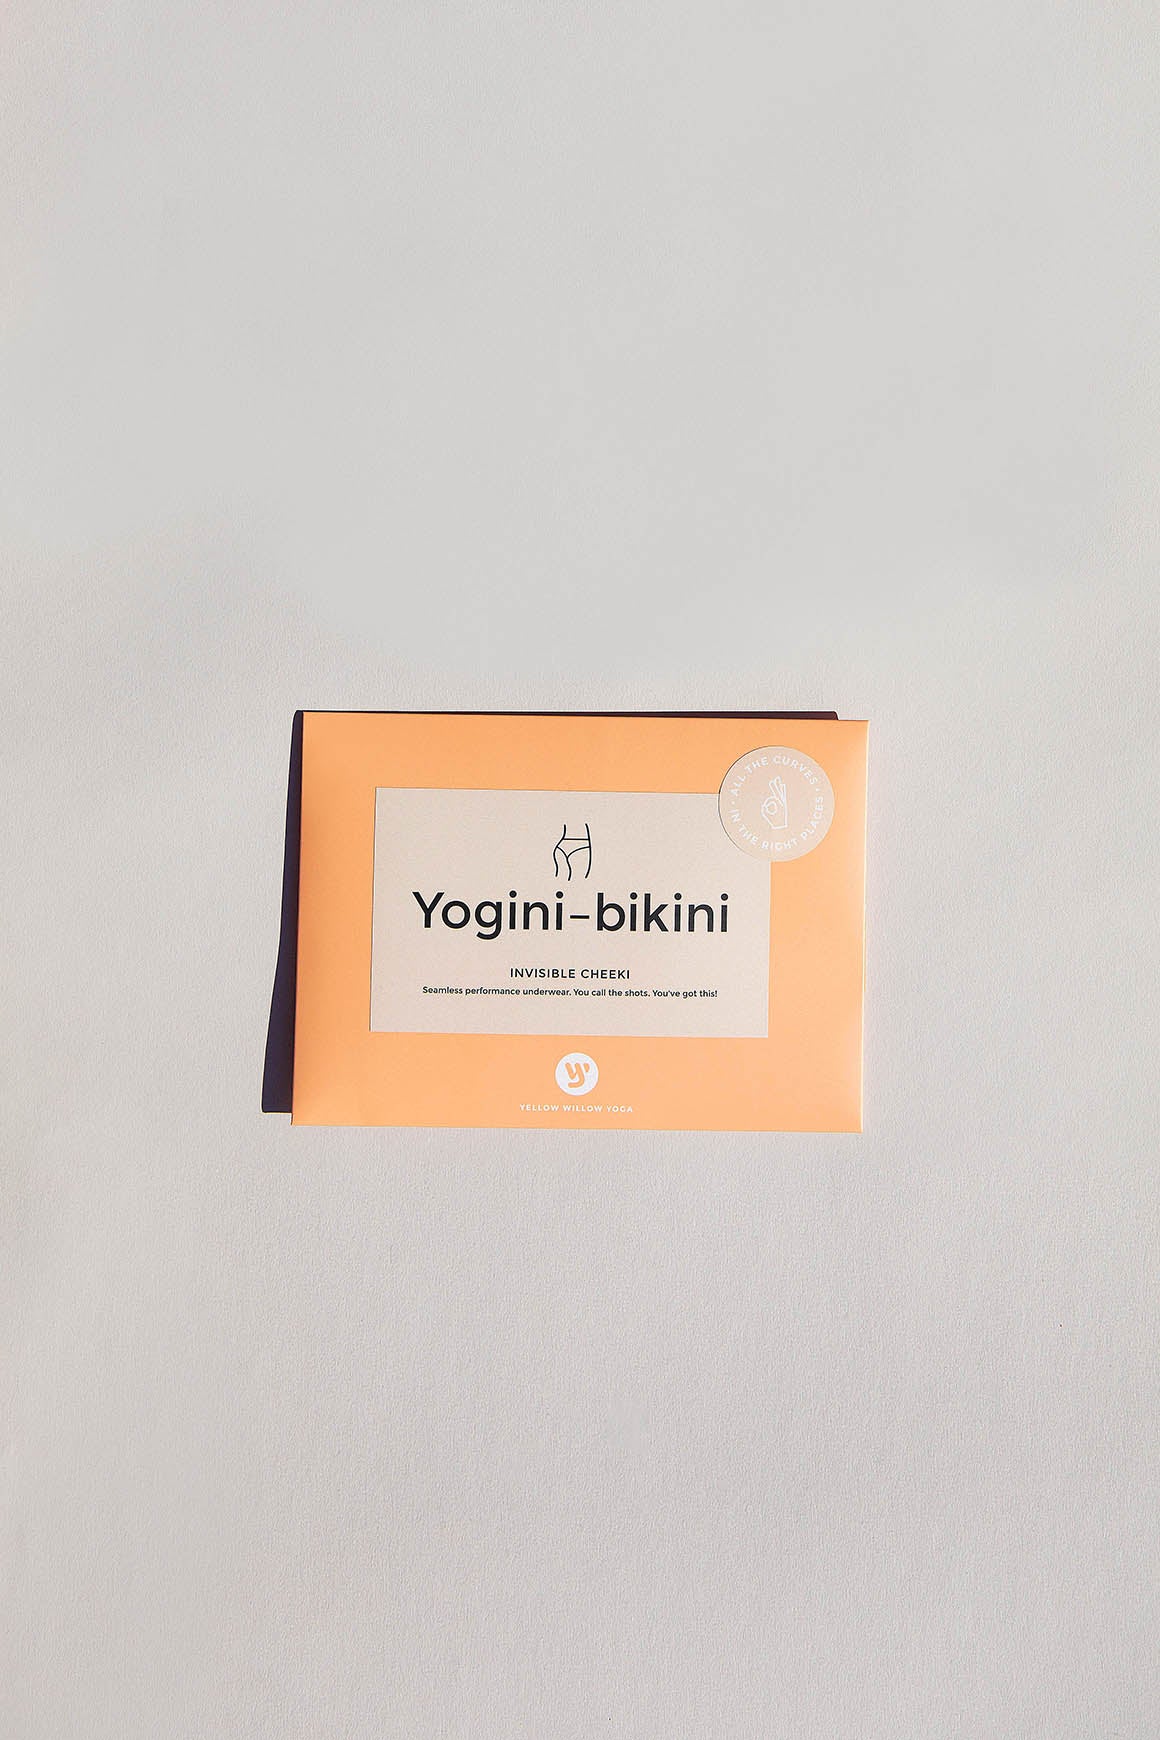 • ALL THE CURVES •
IN THE RIGHT PLACES
Yogini-bikini
INVISIBLE CHEEKI
Seamless performance underwear. You call the shots. You've got this!
y
YELLOW WILLOW YOGA